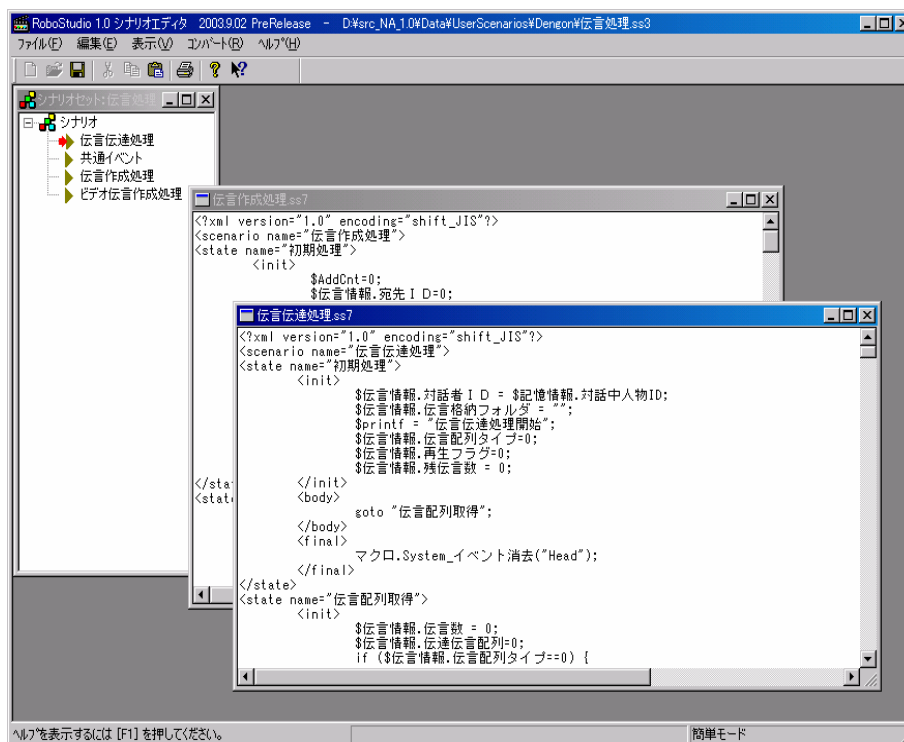 RoboStudio 1.0 シナリオエディタ 2003.9.02 PreRelease - D:¥src_NA_1.0¥Data¥UserScenarios¥Dengon¥伝言処理.ss3
ファイル(F) 編集(E) 表示(V) コンバート(R) ヘルプ(H)
シナリオセット:伝言処理
シナリオ
伝言伝達処理
共通イベント
伝言作成処理
ビデオ伝言作成処理
伝言作成処理.ss7
<?xml version="1.0" encoding="shift_JIS"?>
<scenario name="伝言作成処理">
<state name="初期処理">
<init>
$AddCnt=0;
$伝言情報.宛先ＩＤ=0;
</sta
<stat
伝言伝達処理.ss7
<?xml version="1.0" encoding="shift_JIS"?>
<scenario name="伝言伝達処理">
<state name="初期処理">
<init>
$伝言情報.対話者ＩＤ = $記憶情報.対話中人物ID;
$伝言情報.伝言格納フォルダ = "";
$printf = "伝言伝達処理開始";
$伝言情報.伝言配列タイプ=0;
$伝言情報.再生フラグ=0;
$伝言情報.残伝言数 = 0;
</init>
<body>
goto "伝言配列取得";
</body>
<final>
マクロ.System_イベント消去("Head");
</final>
</state>
<state name="伝言配列取得">
<init>
$伝言情報.伝言数 = 0;
$伝言情報.伝達伝言配列=0;
if ($伝言情報.伝言配列タイプ==0) {
ヘルプを表示するには [F1] を押してください。
簡単モード